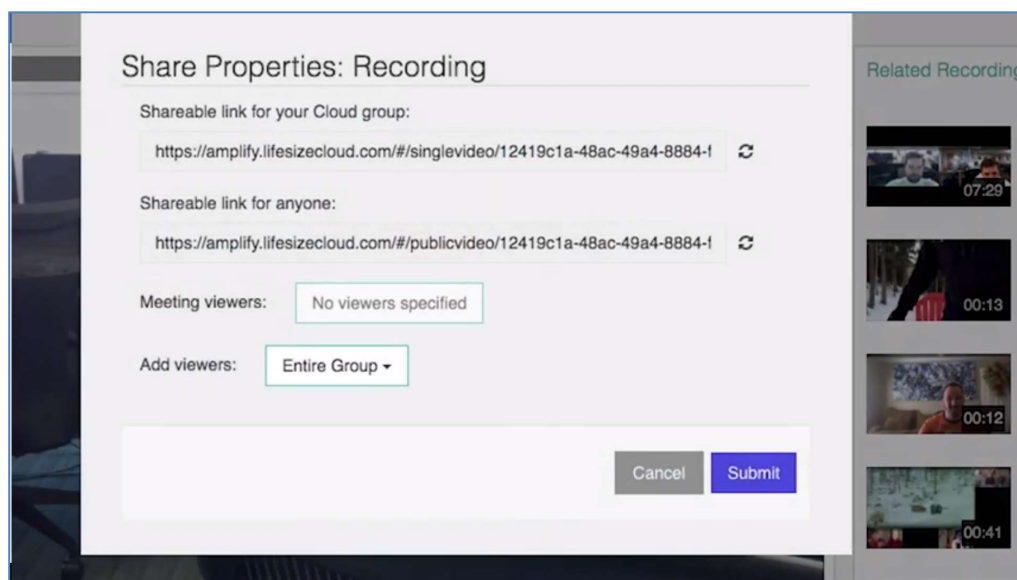 Share Properties: Recording
Shareable link for your Cloud group:
https://amplify.lifesizecloud.com/#/singlevideo/12419c1a-48ac-49a4-8884-f
Shareable link for anyone:
https://amplify.lifesizecloud.com/#/publicvideo/12419c1a-48ac-49a4-8884-f
Meeting viewers: No viewers specified
Add viewers: Entire Group
Cancel Submit
Related Recording
07:29
00:13
00:12
00:41